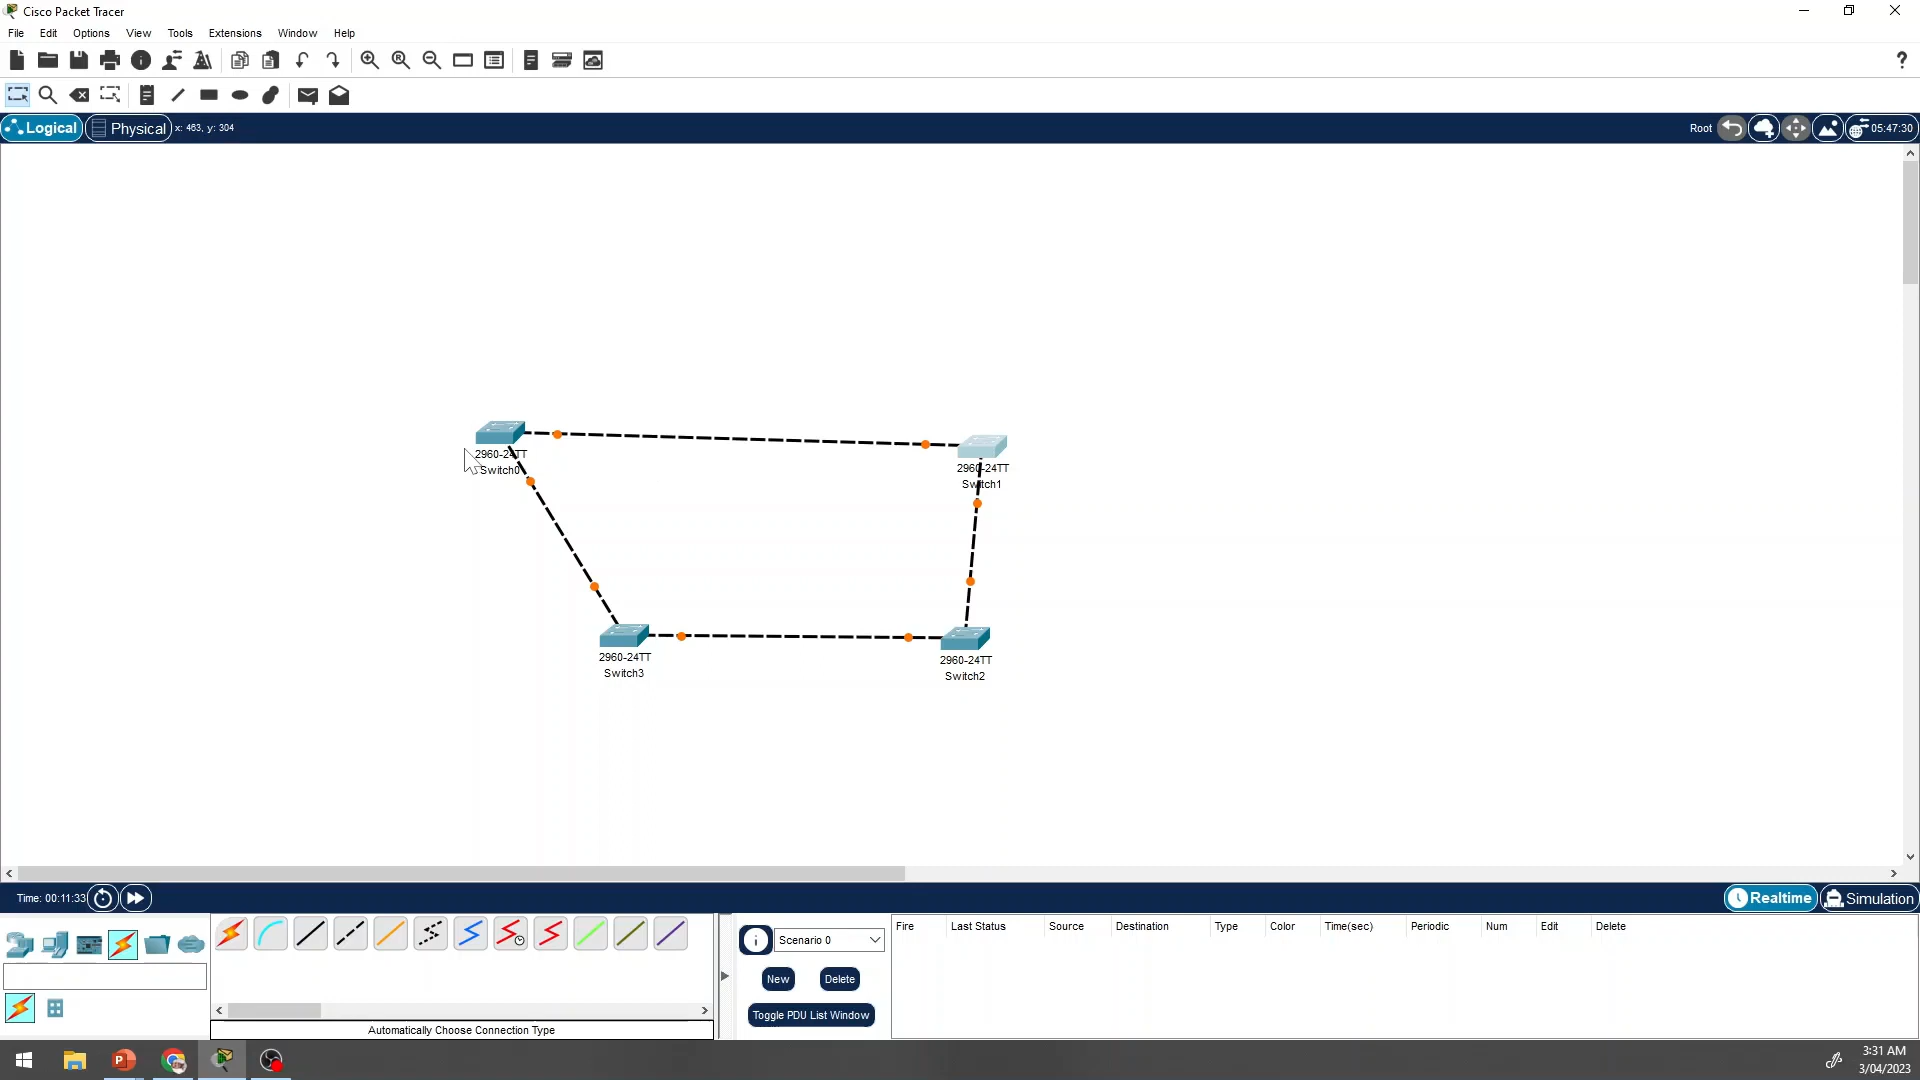 Cisco Packet Tracer
File Edit Options View Tools Extensions Window Help
Logical Physical x: 463, y: 304 Root 05:47:30
2960-24TT
Switch0
2960-24TT
Switch1
2960-24TT
Switch3
2960-24TT
Switch2
Time: 00:11:33 Realtime Simulation
Scenario 0
New Delete
Toggle PDU List Window
Fire Last Status Source Destination Type Color Time(sec) Periodic Num Edit Delete
Automatically Choose Connection Type
3:31 AM
3/04/2023